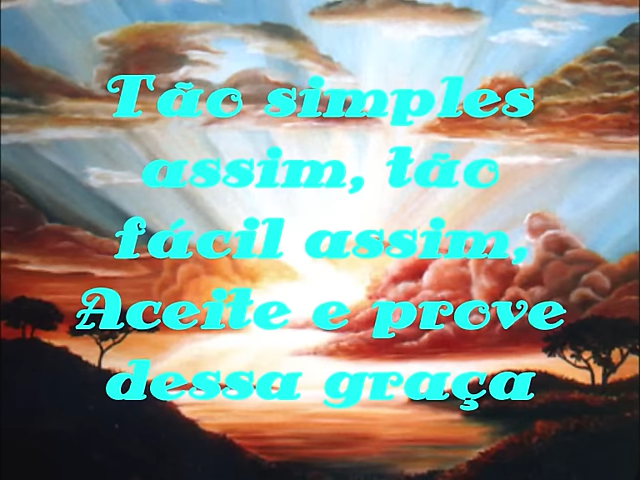 Tão simples
assim, tão
fácil assim,
Aceite e prove
dessa graça